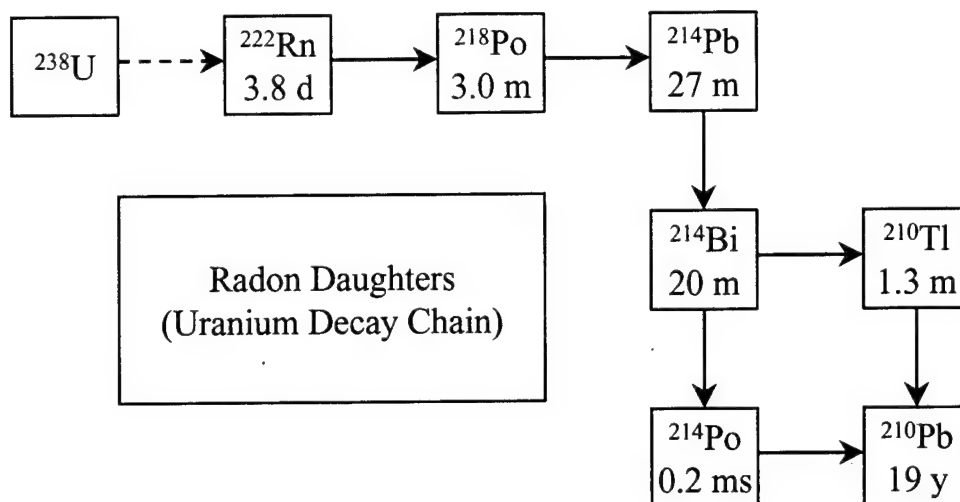 ²³⁸U
²²²Rn
3.8 d
²¹⁸Po
3.0 m
²¹⁴Pb
27 m
Radon Daughters
(Uranium Decay Chain)
²¹⁴Bi
20 m
²¹⁰Tl
1.3 m
²¹⁴Po
0.2 ms
²¹⁰Pb
19 y